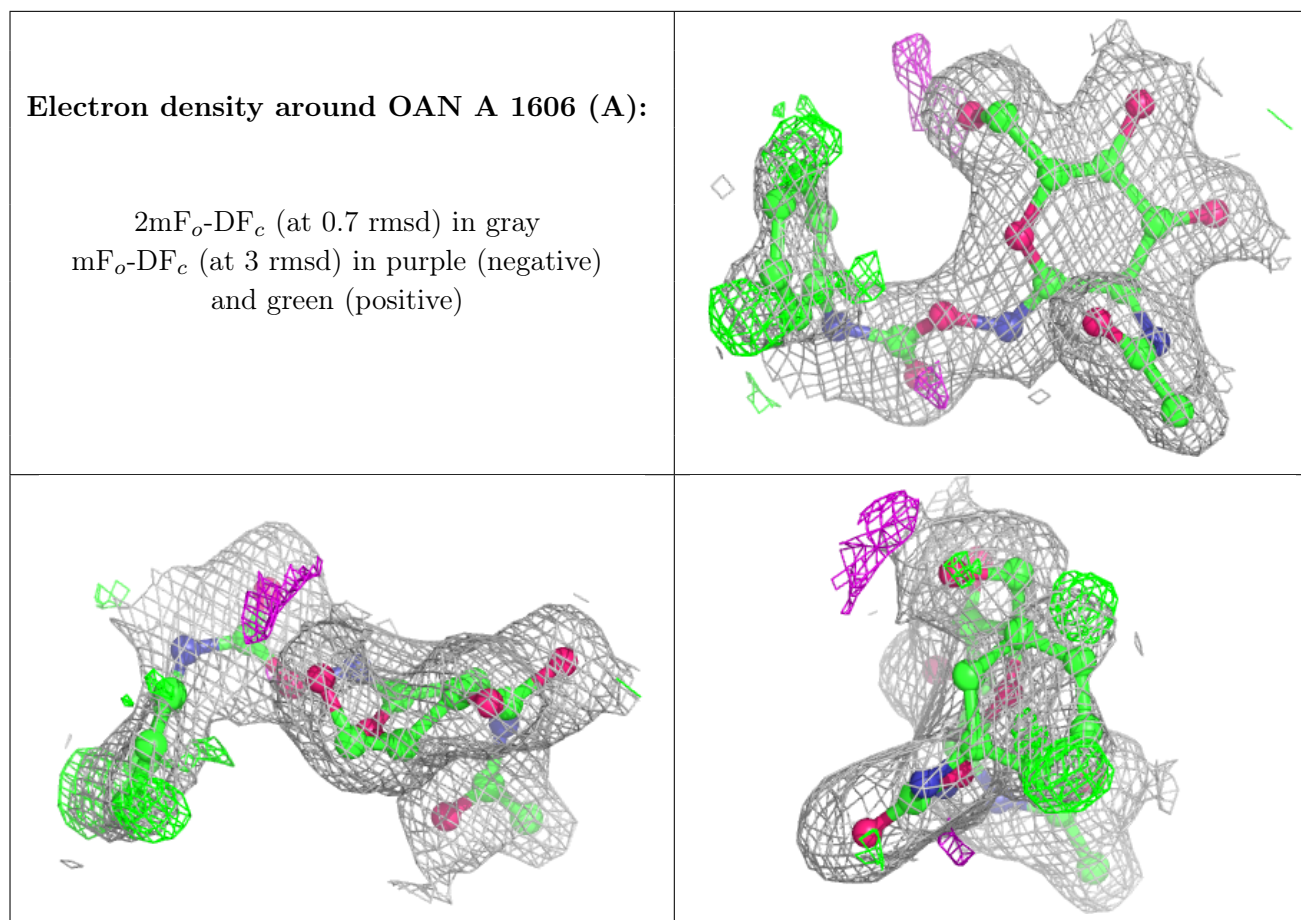 Electron density around OAN A 1606 (A):
2mFo-DFc (at 0.7 rmsd) in gray
mFo-DFc (at 3 rmsd) in purple (negative)
and green (positive)